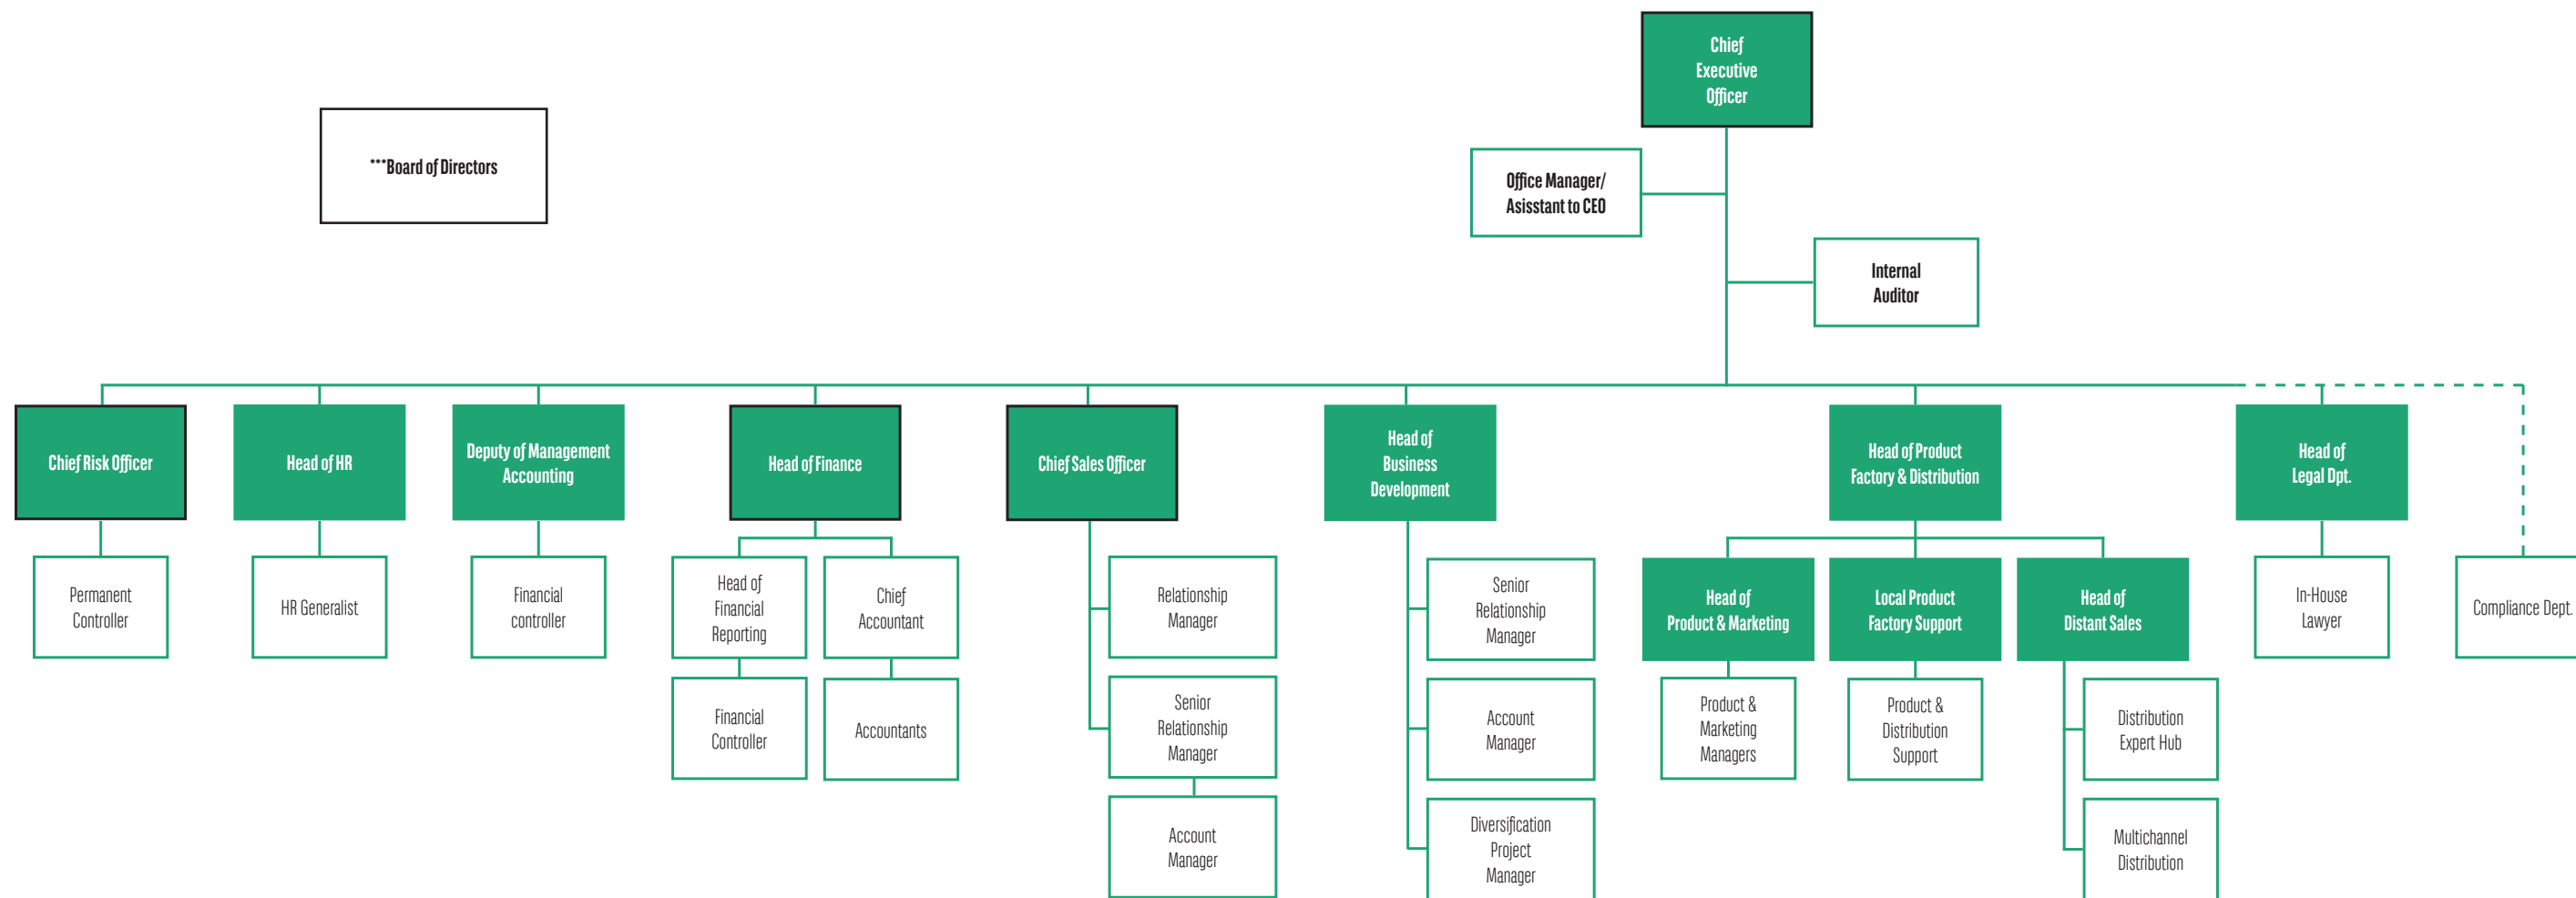 Chief
Executive
Officer
***Board of Directors
Office Manager/
Asisstant to CEO
Internal
Auditor
Chief Risk Officer
Head of HR
Deputy of Management
Accounting
Head of Finance
Chief Sales Officer
Head of
Business
Development
Head of Product
Factory & Distribution
Head of
Legal Dpt.
Permanent
Controller
HR Generalist
Financial
controller
Head of
Financial
Reporting
Chief
Accountant
Relationship
Manager
Senior
Relationship
Manager
Head of
Product & Marketing
Local Product
Factory Support
Head of
Distant Sales
In-House
Lawyer
Compliance Dept.
Financial
Controller
Accountants
Senior
Relationship
Manager
Account
Manager
Product &
Marketing
Managers
Product &
Distribution
Support
Distribution
Expert Hub
Account
Manager
Diversification
Project
Manager
Multichannel
Distribution